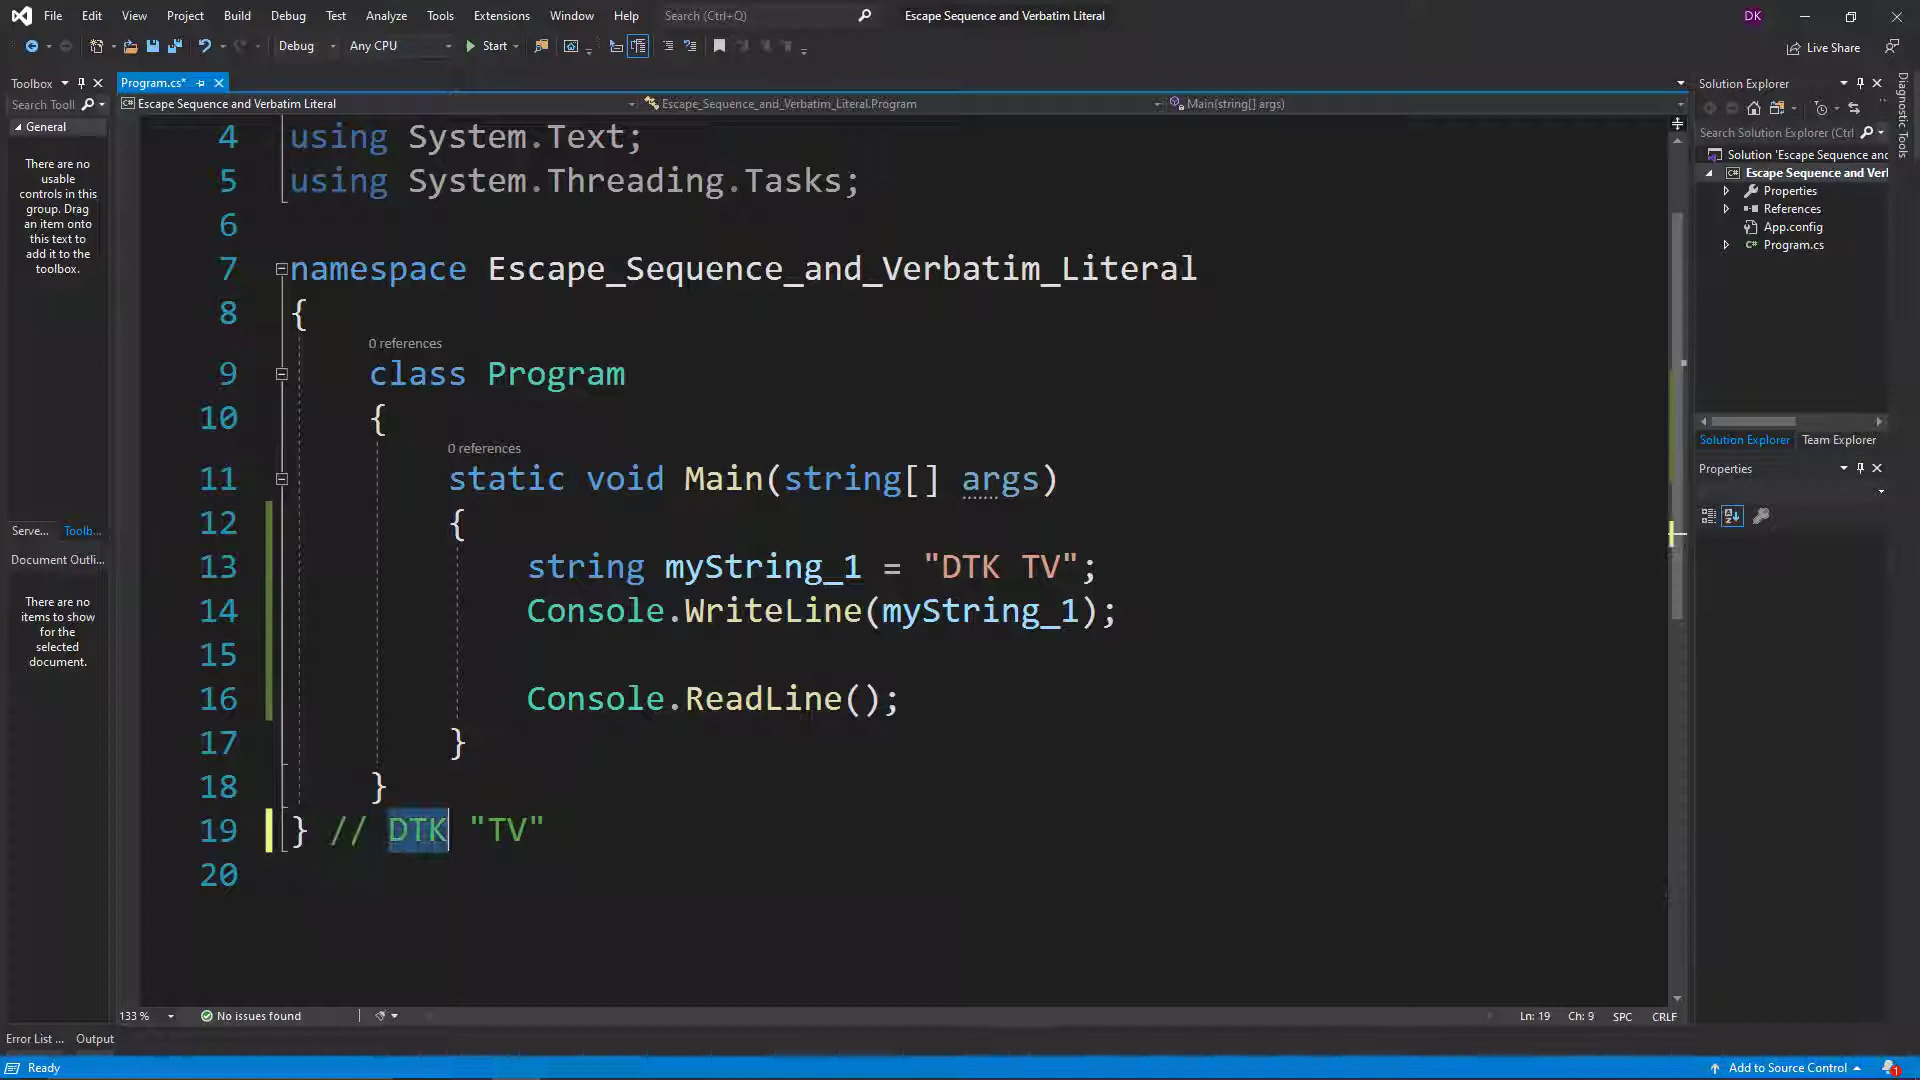 File Edit View Project Build Debug Test Analyze Tools Extensions Window Help Search (Ctrl+Q) Escape Sequence and Verbatim Literal DK
Debug Any CPU Start Live Share
Toolbox
Search Tooll
General
There are no
usable
controls in this
group. Drag
an item onto
this text to
add it to the
toolbox.
Serve... Toolb...
Document Outli...
There are no
items to show
for the
selected
document.
Program.cs*
Escape Sequence and Verbatim Literal Escape_Sequence_and_Verbatim_Literal.Program Main(string[] args)
4 using System.Text;
5 using System.Threading.Tasks;
6
7 namespace Escape_Sequence_and_Verbatim_Literal
8 {
0 references
9 class Program
10 {
0 references
11 static void Main(string[] args)
12 {
13 string myString_1 = "DTK TV";
14 Console.WriteLine(myString_1);
15
16 Console.ReadLine();
17 }
18 }
19 } // DTK "TV"
20
133 % No issues found Ln: 19 Ch: 9 SPC CRLF
Solution Explorer
Search Solution Explorer (Ctrl
Solution 'Escape Sequence and
Escape Sequence and Verl
Properties
References
App.config
Program.cs
Solution Explorer Team Explorer
Properties
Diagnostic Tools
Error List ... Output
Ready Add to Source Control 1